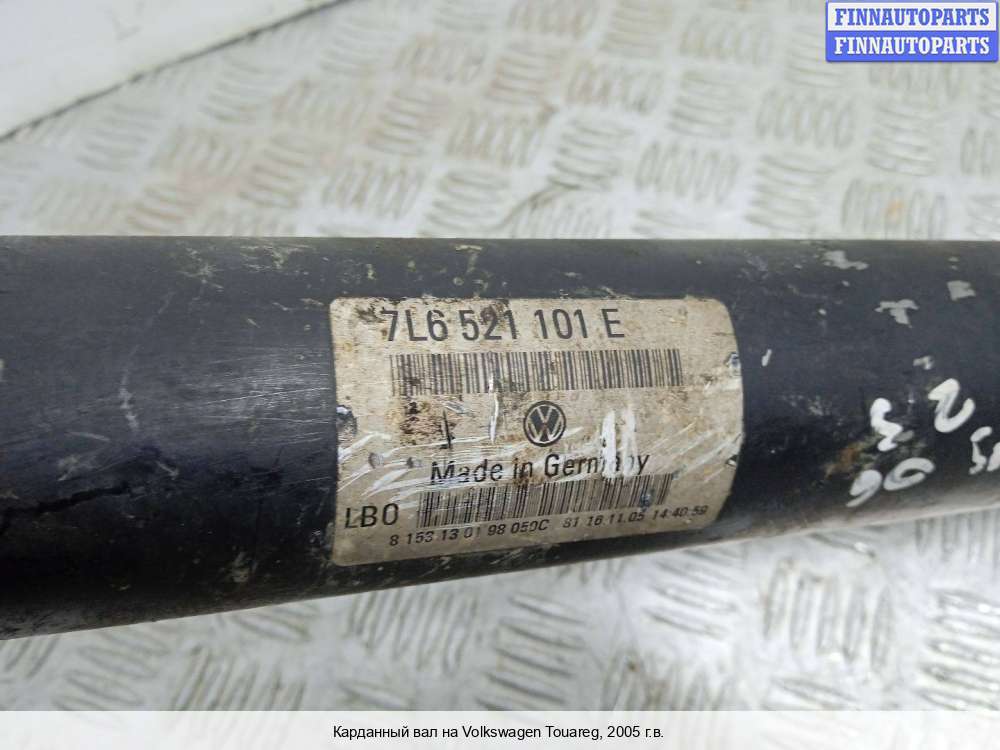 FINNAUTOPARTS
FINNAUTOPARTS
7L6 521 101 E
Made in Germany
LBO
8 153 13 01 98 050C 81 16.11.05 14:40:59
Карданный вал на Volkswagen Touareg, 2005 г.в.